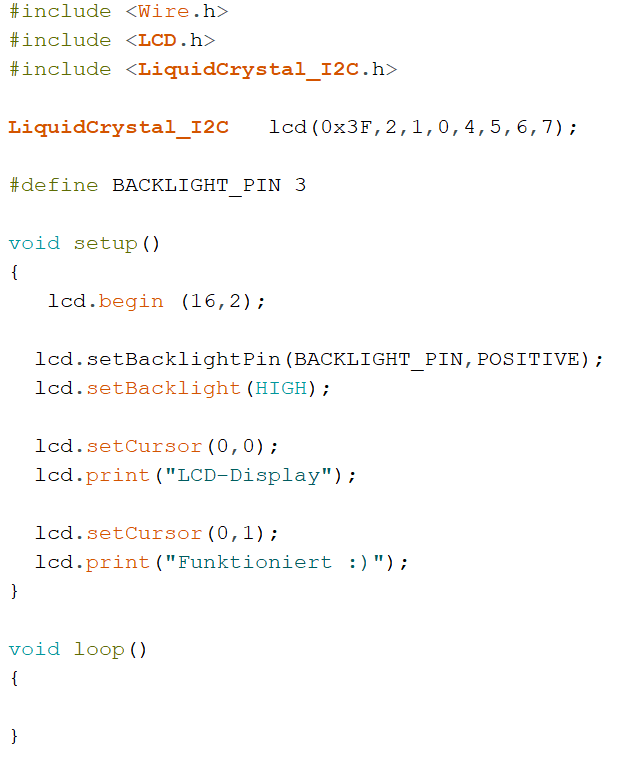 #include <Wire.h>
#include <LCD.h>
#include <LiquidCrystal_I2C.h>
LiquidCrystal_I2C   lcd(0x3F,2,1,0,4,5,6,7);
#define BACKLIGHT_PIN 3
void setup()
{
   lcd.begin (16,2);
  lcd.setBacklightPin(BACKLIGHT_PIN,POSITIVE);
  lcd.setBacklight(HIGH);
  lcd.setCursor(0,0);
  lcd.print("LCD-Display");
  lcd.setCursor(0,1);
  lcd.print("Funktioniert :)");
}
void loop()
{
}